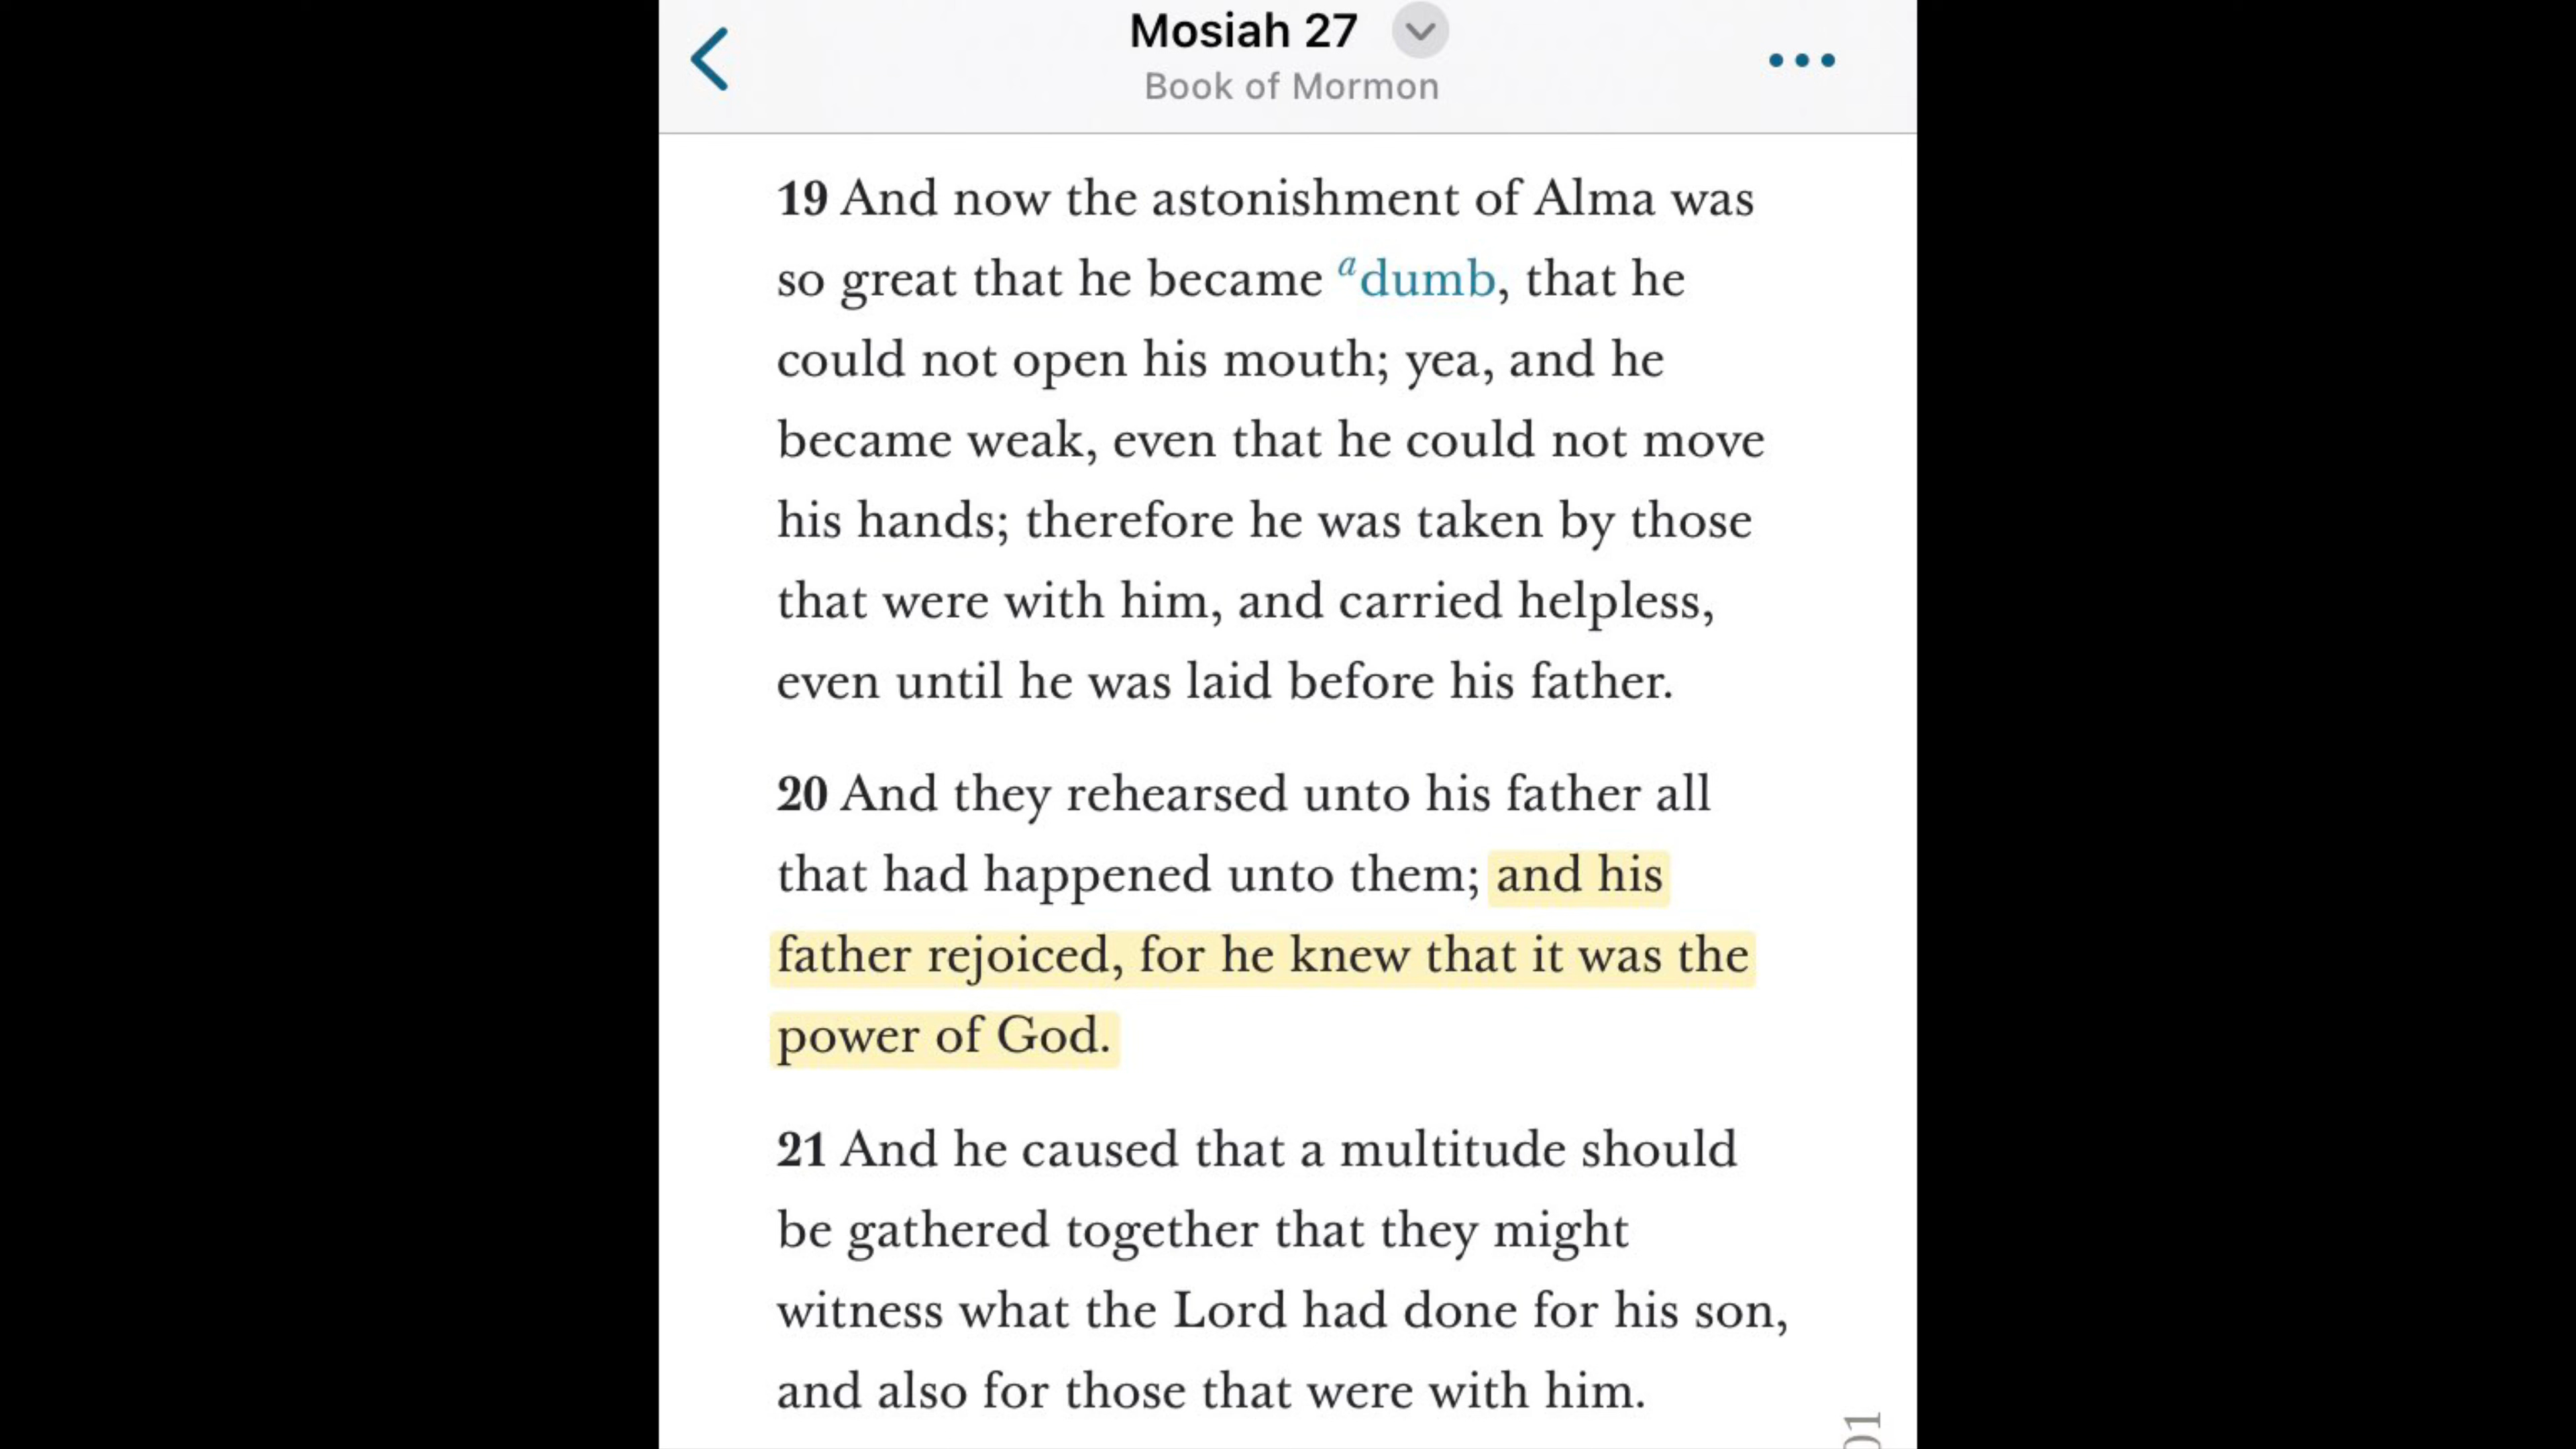 Mosiah 27
Book of Mormon
19 And now the astonishment of Alma was
so great that he became a dumb, that he
could not open his mouth; yea, and he
became weak, even that he could not move
his hands; therefore he was taken by those
that were with him, and carried helpless,
even until he was laid before his father.
20 And they rehearsed unto his father all
that had happened unto them; and his
father rejoiced, for he knew that it was the
power of God.
21 And he caused that a multitude should
be gathered together that they might
witness what the Lord had done for his son,
and also for those that were with him.